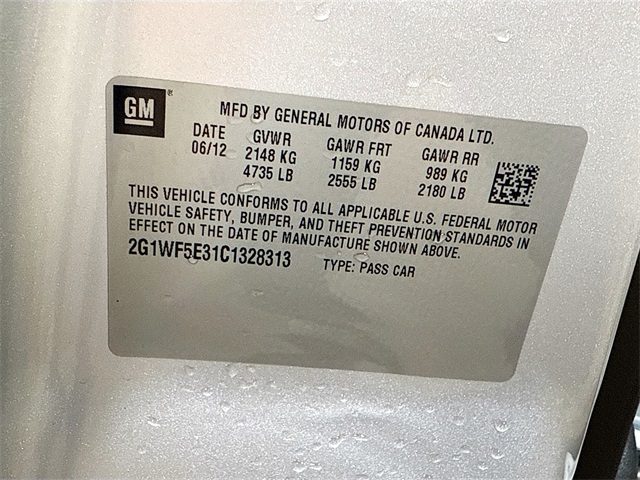 GM ®
MFD BY GENERAL MOTORS OF CANADA LTD.
DATE GVWR GAWR FRT GAWR RR
06/12 2148 KG 1159 KG 989 KG
4735 LB 2555 LB 2180 LB
THIS VEHICLE CONFORMS TO ALL APPLICABLE U.S. FEDERAL MOTOR
VEHICLE SAFETY, BUMPER, AND THEFT PREVENTION STANDARDS IN
EFFECT ON THE DATE OF MANUFACTURE SHOWN ABOVE.
2G1WF5E31C1328313 TYPE: PASS CAR